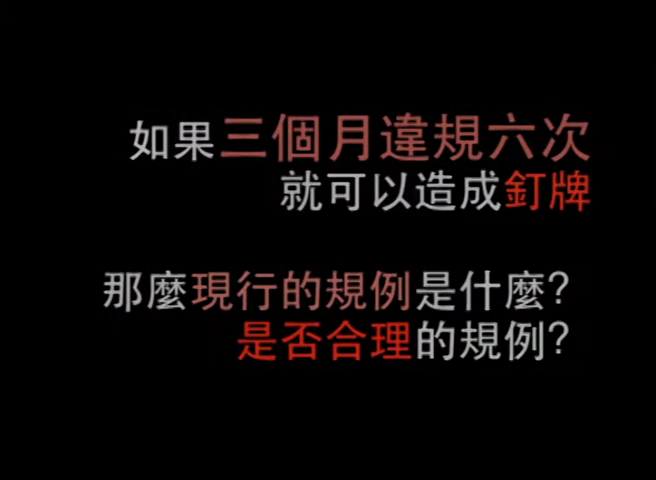 如果三個月違規六次
就可以造成釘牌
那麼現行的規例是什麼?
是否合理的規例?